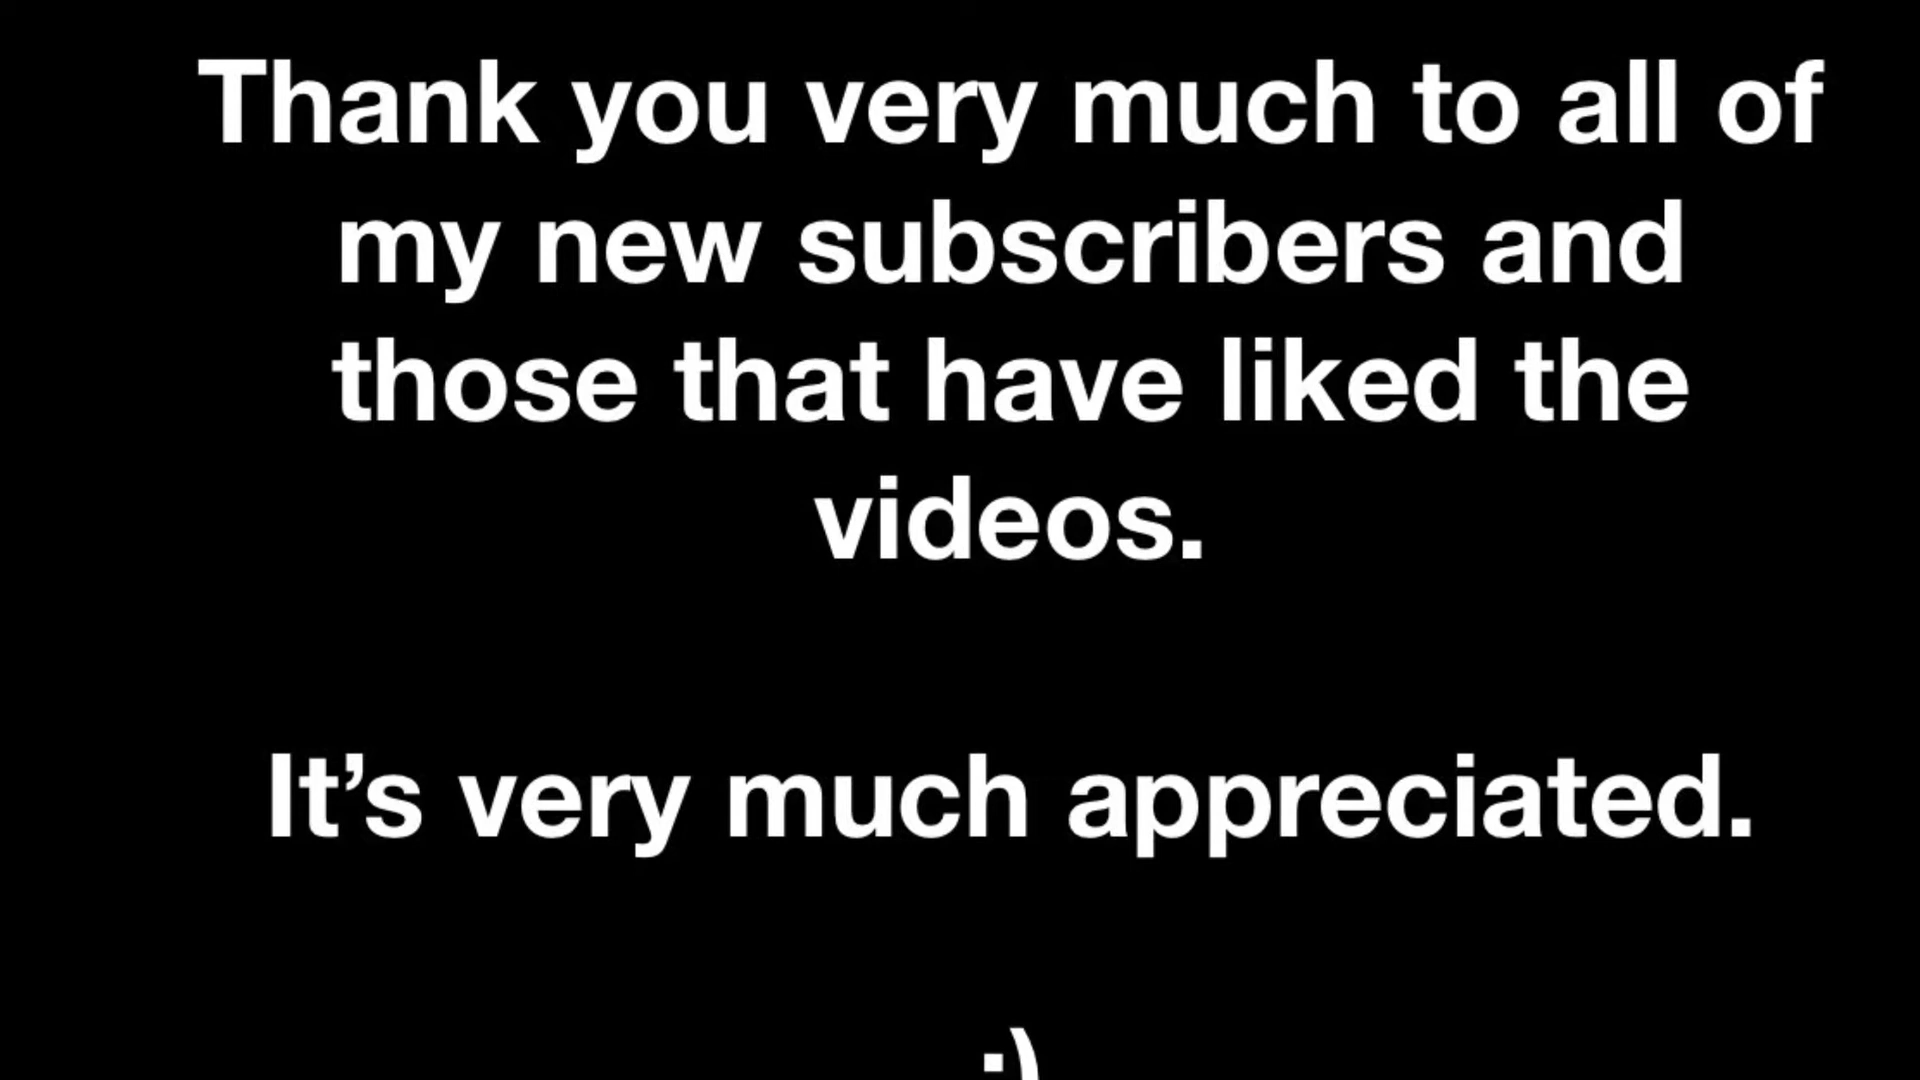 Thank you very much to all of
my new subscribers and
those that have liked the
videos.
It’s very much appreciated.
:)